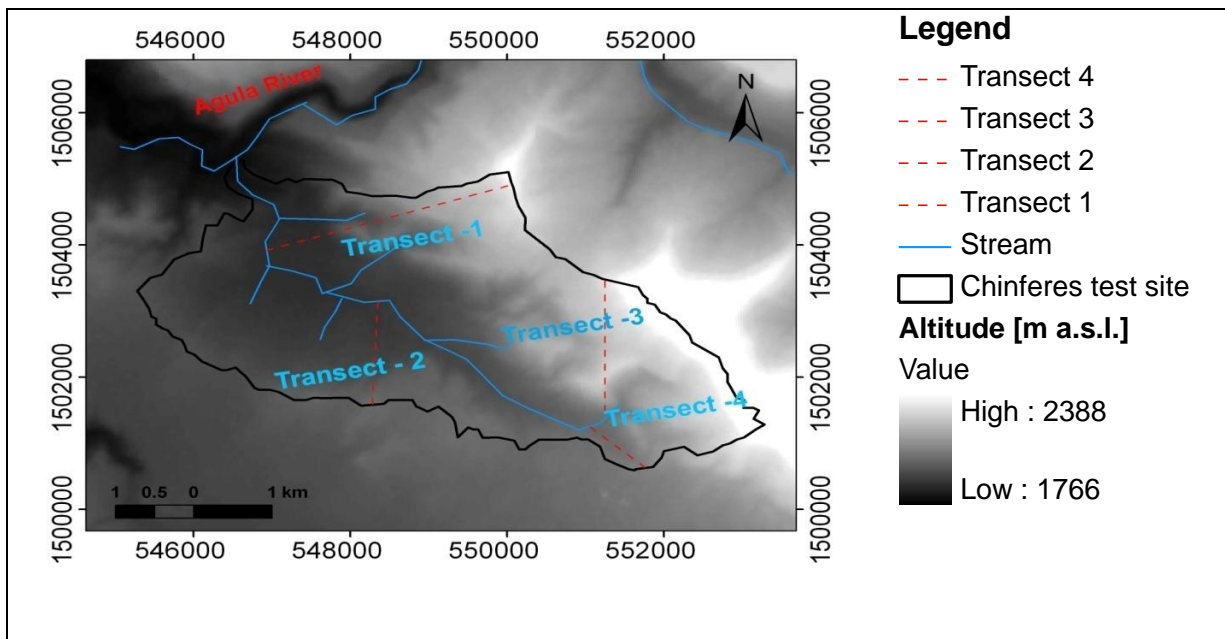 546000 548000 550000 552000
Agula River
N
1506000 1506000
Transect -1
1504000 1504000
Transect -3
Transect - 2
1502000 1502000
Transect -4
1 0.5 0 1 km
1500000 1500000
546000 548000 550000 552000
Legend
Transect 4
Transect 3
Transect 2
Transect 1
Stream
Chinferes test site
Altitude [m a.s.l.]
Value
High : 2388
Low : 1766